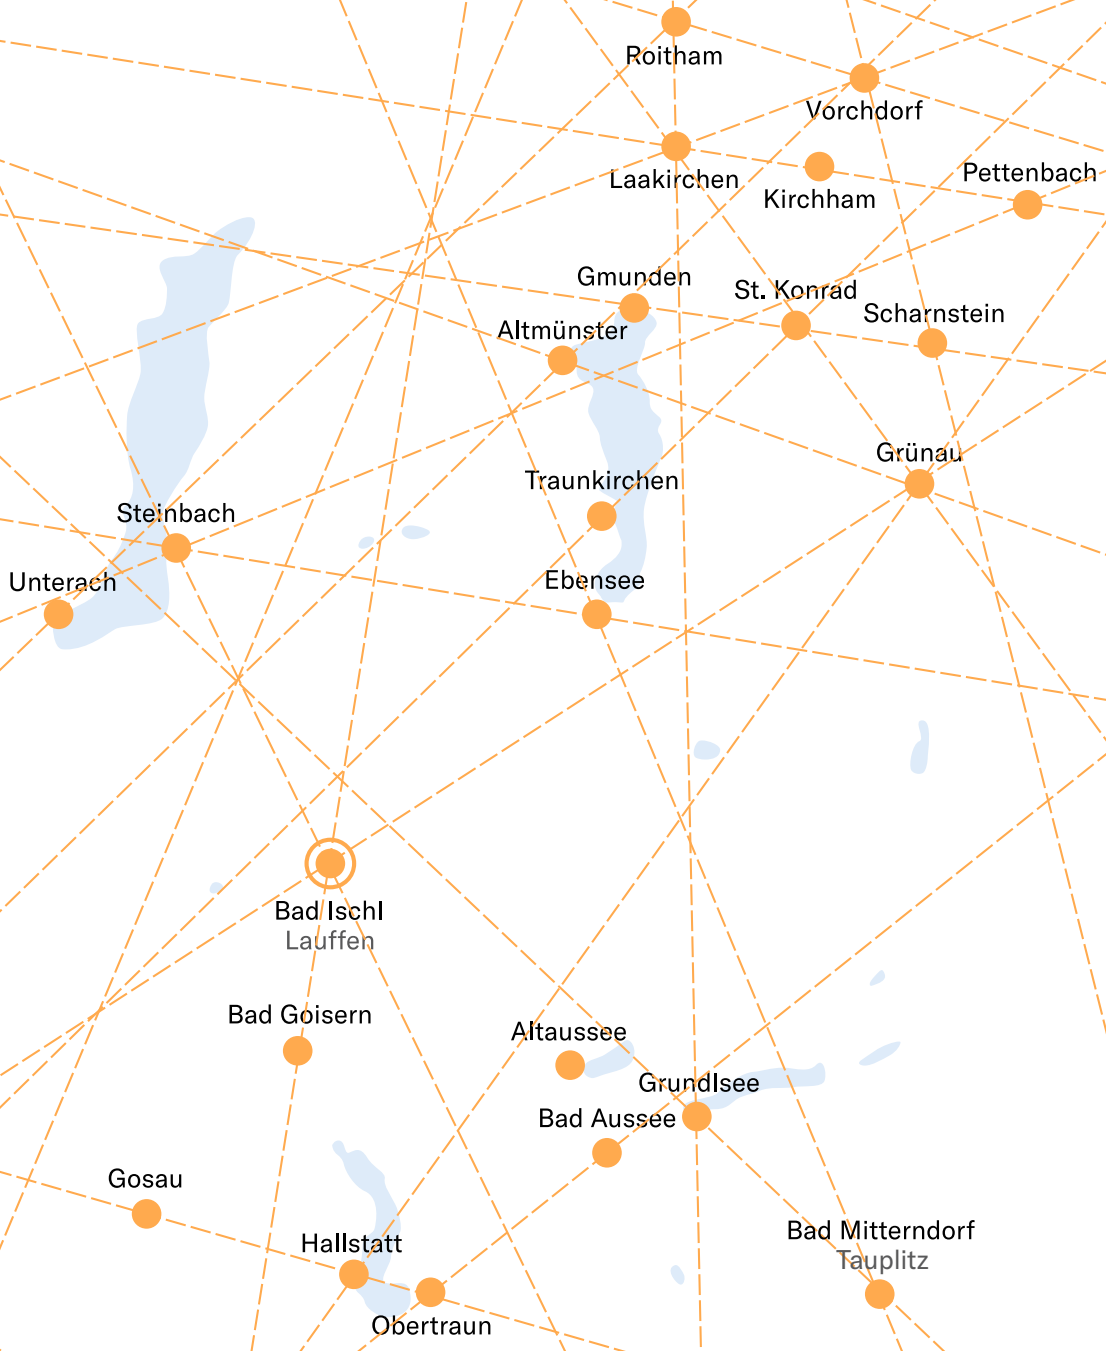 Roitham
Vorchdorf
Laakirchen
Kirchham
Pettenbach
Gmunden
St. Konrad
Scharnstein
Altmünster
Grünau
Traunkirchen
Steinbach
Unterach
Ebensee
Bad Ischl
Lauffen
Bad Goisern
Altaussee
Grundlsee
Bad Aussee
Gosau
Hallstatt
Bad Mitterndorf
Tauplitz
Obertraun